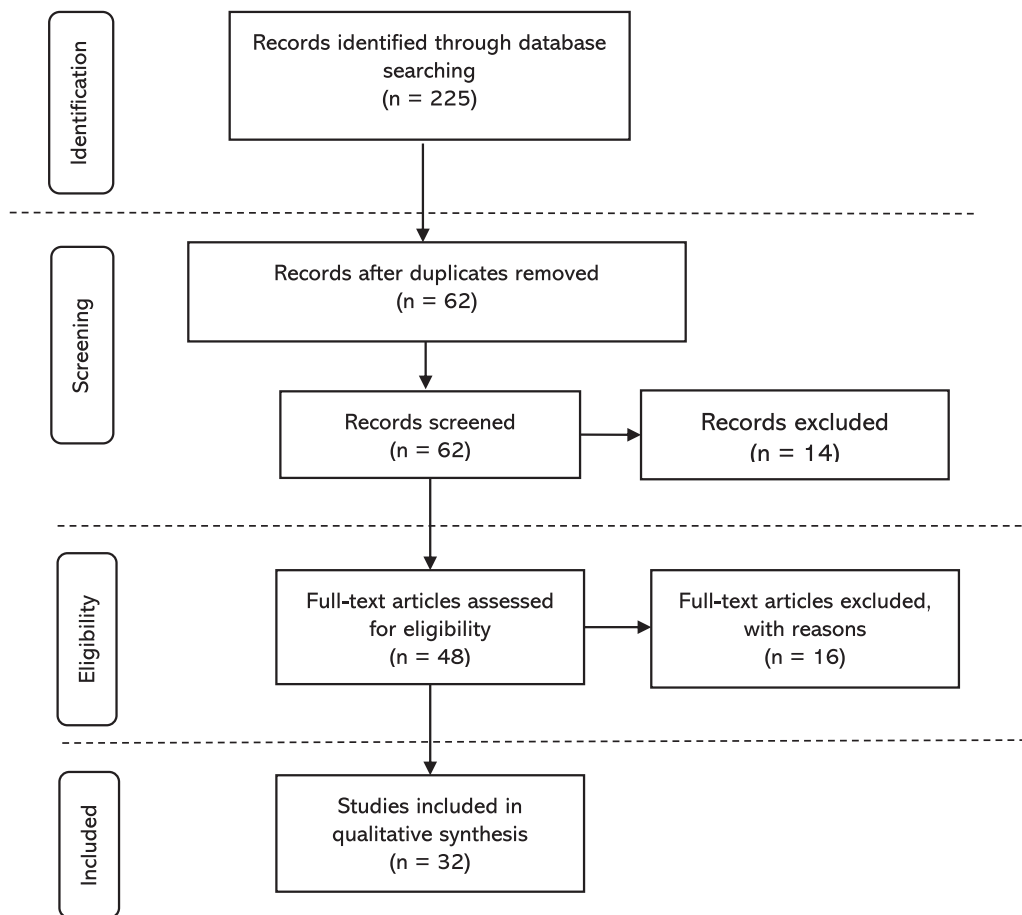 Identification
Records identified through database
searching
(n = 225)
Screening
Records after duplicates removed
(n = 62)
Records screened
(n = 62)
Records excluded
(n = 14)
Eligibility
Full-text articles assessed
for eligibility
(n = 48)
Full-text articles excluded,
with reasons
(n = 16)
Included
Studies included in
qualitative synthesis
(n = 32)